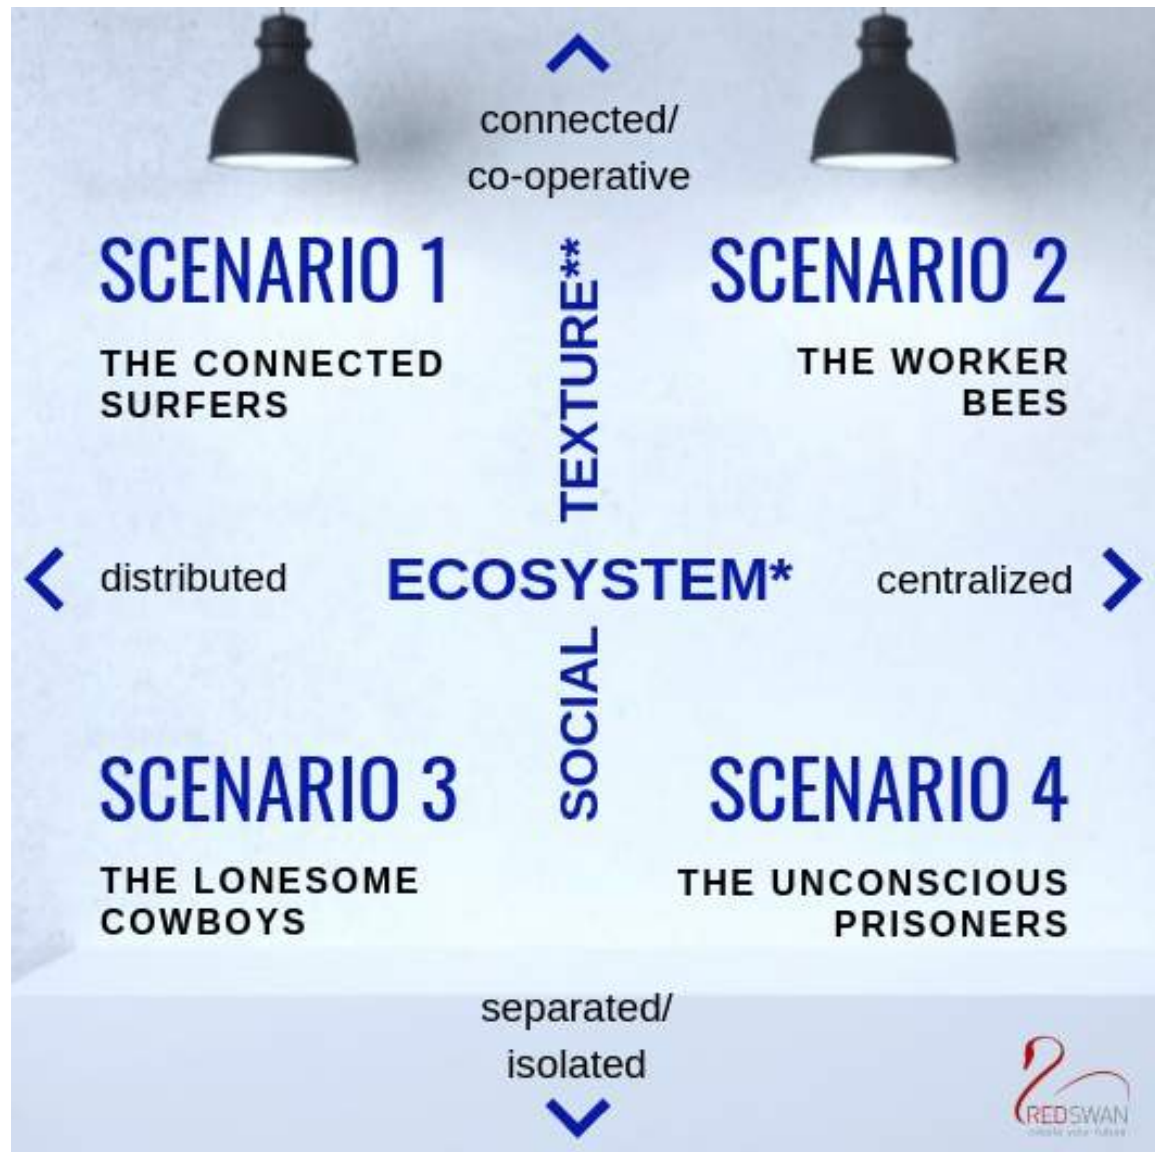 connected/
co-operative
SCENARIO 1
THE CONNECTED
SURFERS
SCENARIO 2
THE WORKER
BEES
SOCIAL TEXTURE**
distributed
ECOSYSTEM*
centralized
SCENARIO 3
THE LONESOME
COWBOYS
SCENARIO 4
THE UNCONSCIOUS
PRISONERS
separated/
isolated
REDSWAN